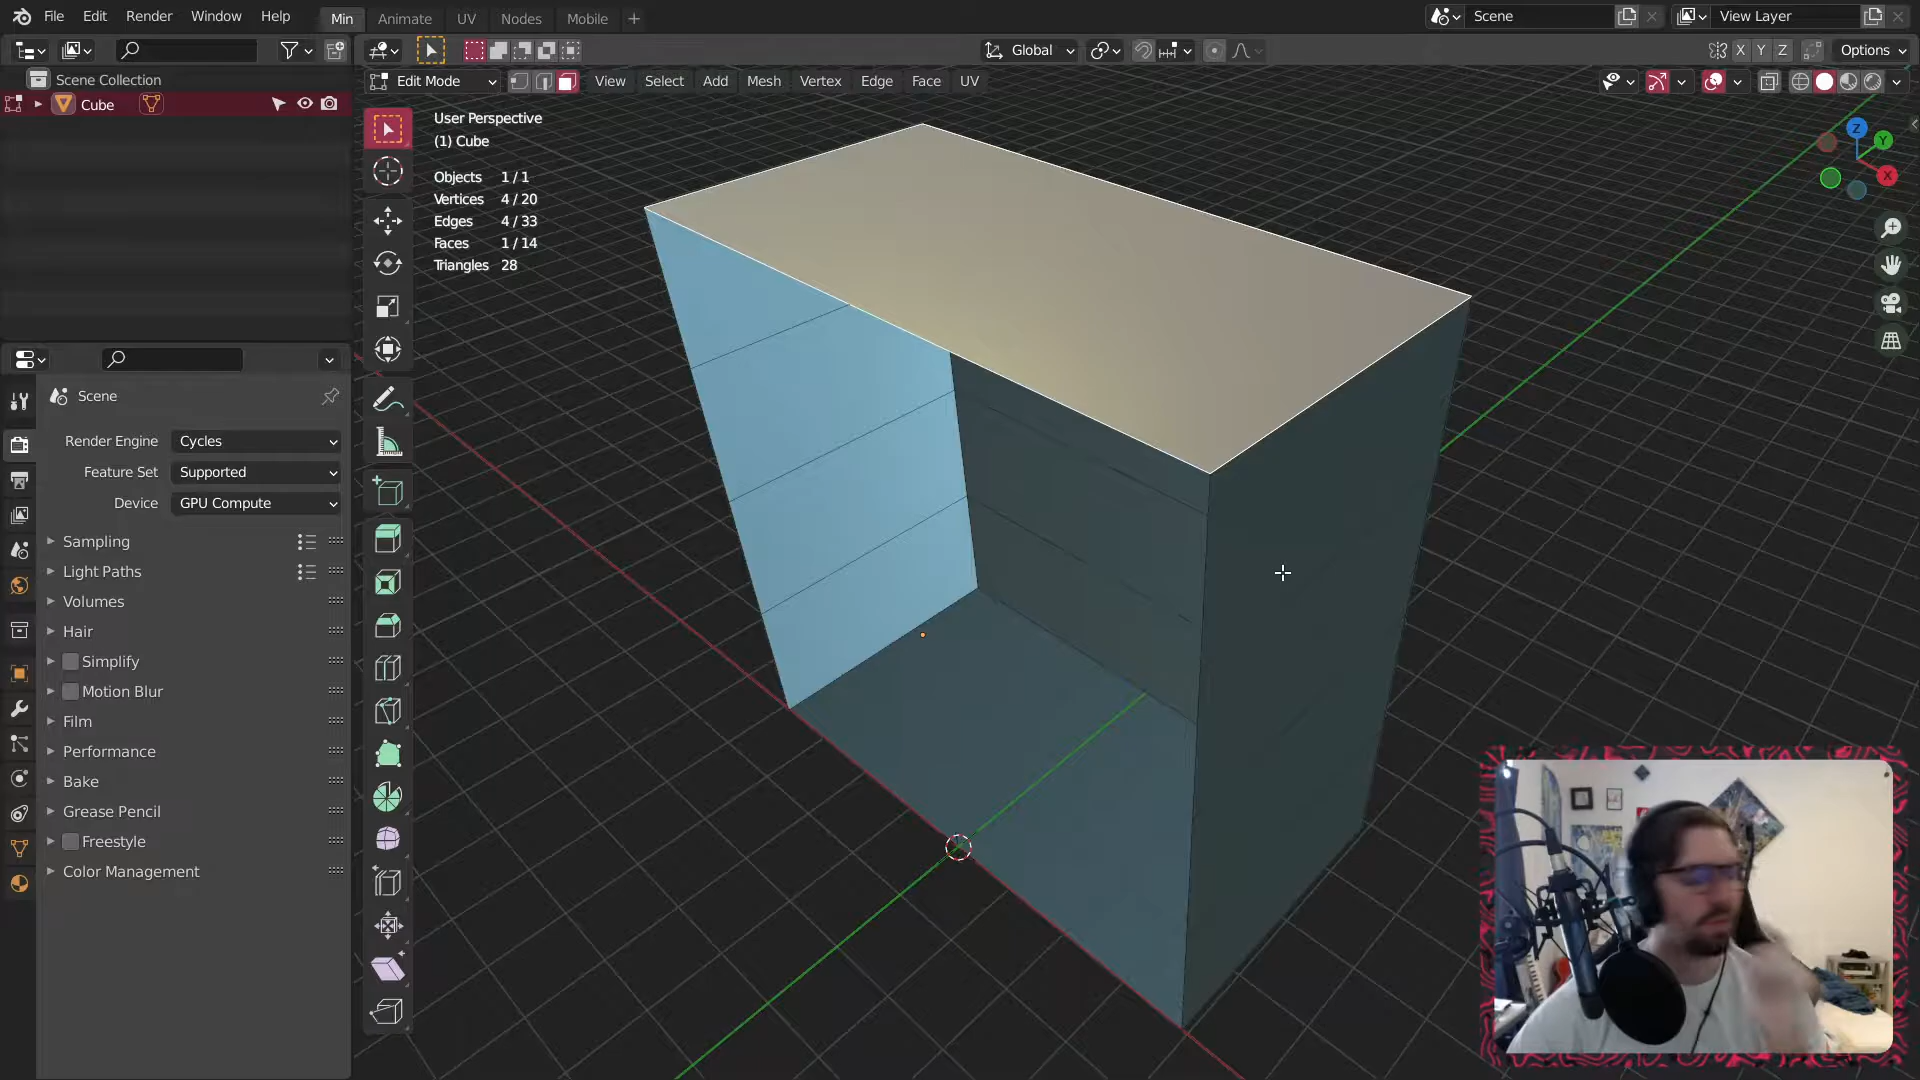 File Edit Render Window Help Min Animate UV Nodes Mobile Scene View Layer
Global X Y Z Options
Scene Collection
Edit Mode View Select Add Mesh Vertex Edge Face UV
Cube
User Perspective
(1) Cube
Objects 1 / 1
Vertices 4 / 20
Edges 4 / 33
Faces 1 / 14
Triangles 28
Z
Y
X
Scene
Render Engine Cycles
Feature Set Supported
Device GPU Compute
Sampling
Light Paths
Volumes
Hair
Simplify
Motion Blur
Film
Performance
Bake
Grease Pencil
Freestyle
Color Management